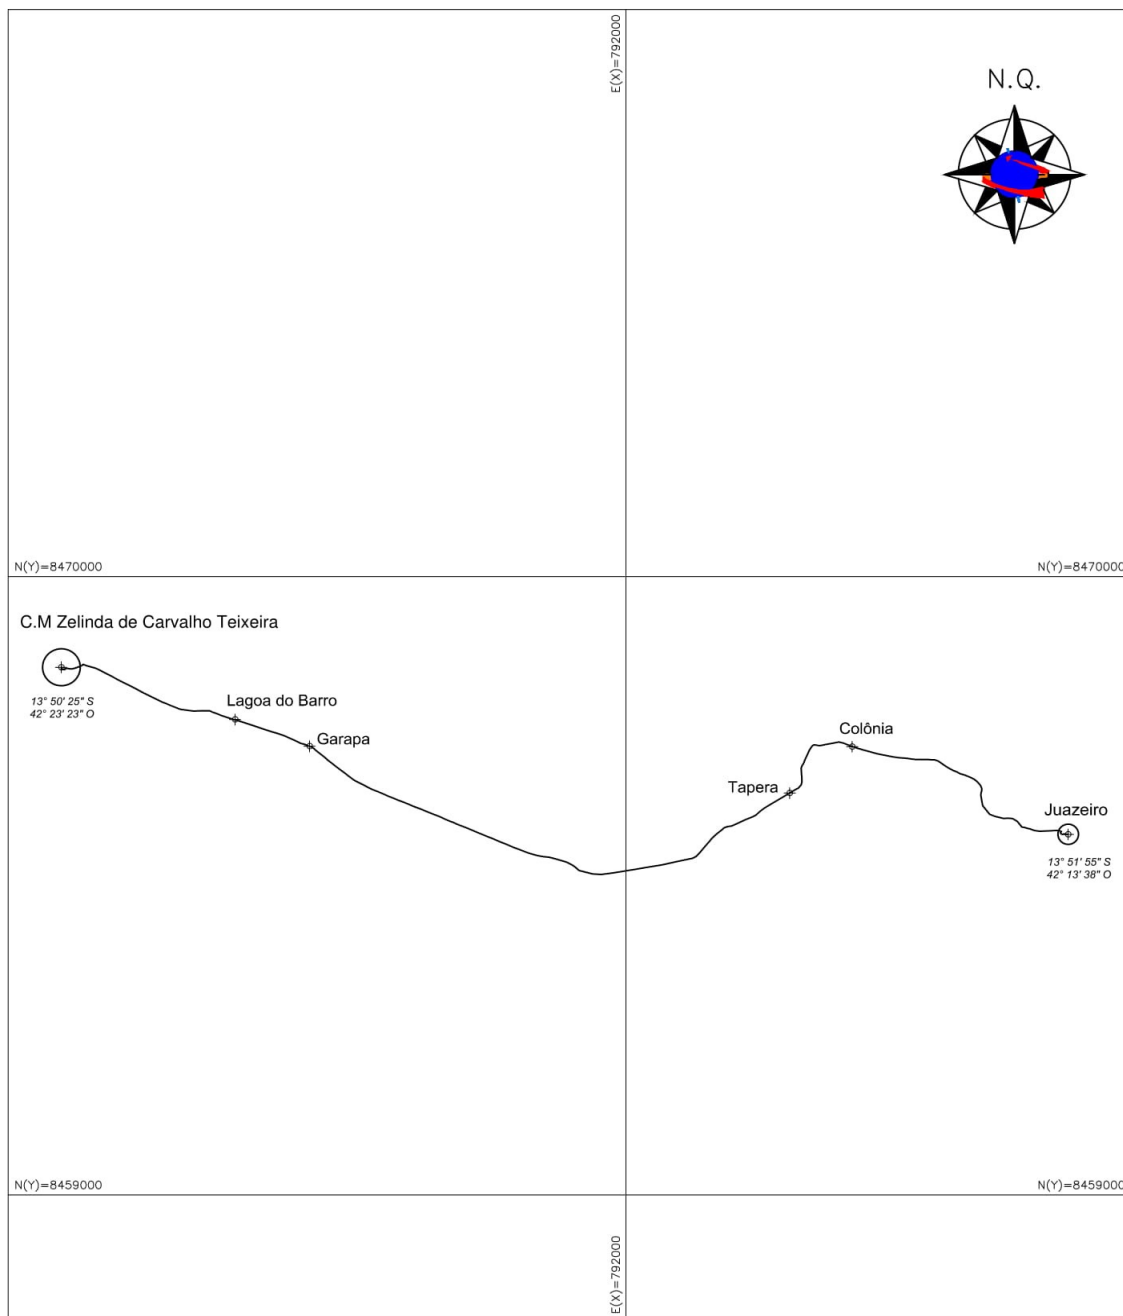 E(X)=792000
N.Q.
N(Y)=8470000
N(Y)=8470000
C.M Zelinda de Carvalho Teixeira
13° 50' 25" S
42° 23' 23" O
Lagoa do Barro
Garapa
Colônia
Tapera
Juazeiro
13° 51' 55" S
42° 13' 38" O
N(Y)=8459000
N(Y)=8459000
E(X)=792000